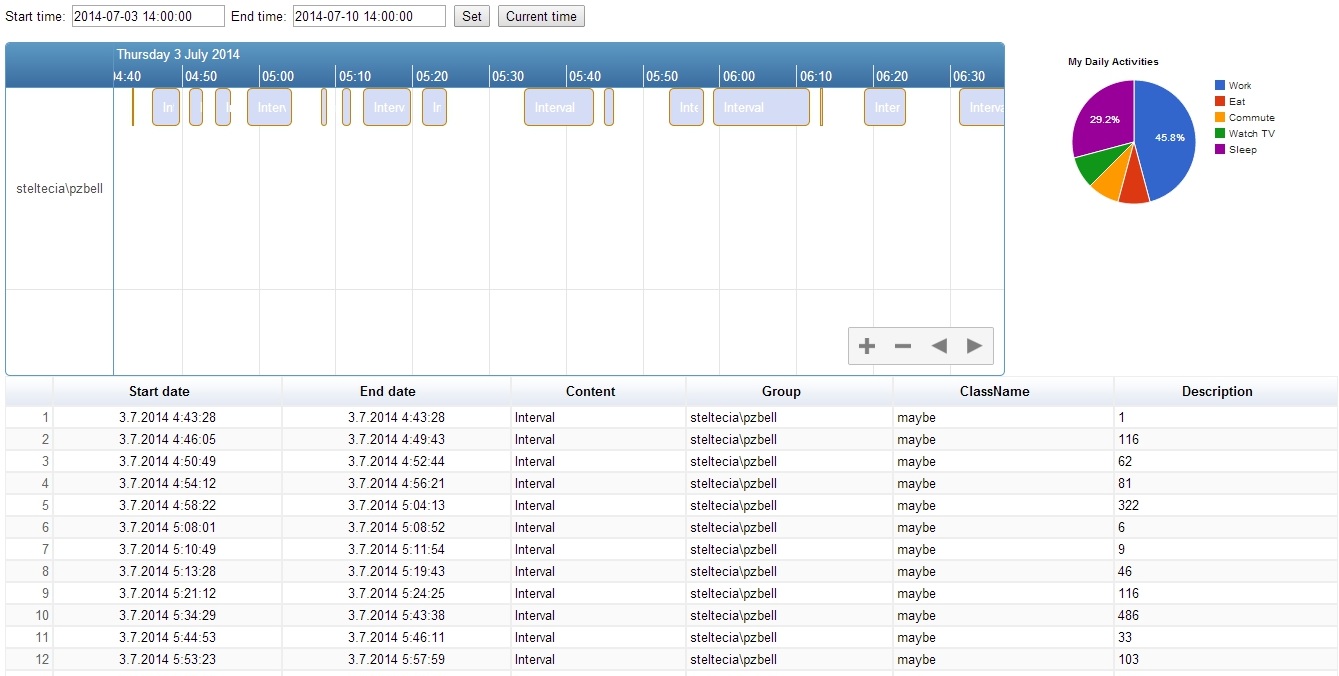 Start time: 2014-07-03 14:00:00 End time: 2014-07-10 14:00:00 Set Current time
Thursday 3 July 2014
04:50 05:00 05:10 05:20 05:30 05:40 05:50 06:00 06:10 06:20 06:30
Interval Interval
steltecia\pzbell
My Daily Activities
29.2%
45.8%
Work
Eat
Commute
Watch TV
Sleep
Start date End date Content Group ClassName Description
1 3.7.2014 4:43:28 3.7.2014 4:43:28 Interval steltecia\pzbell maybe 1
2 3.7.2014 4:46:05 3.7.2014 4:49:43 Interval steltecia\pzbell maybe 116
3 3.7.2014 4:50:49 3.7.2014 4:52:44 Interval steltecia\pzbell maybe 62
4 3.7.2014 4:54:12 3.7.2014 4:56:21 Interval steltecia\pzbell maybe 81
5 3.7.2014 4:58:22 3.7.2014 5:04:13 Interval steltecia\pzbell maybe 322
6 3.7.2014 5:08:01 3.7.2014 5:08:52 Interval steltecia\pzbell maybe 6
7 3.7.2014 5:10:49 3.7.2014 5:11:54 Interval steltecia\pzbell maybe 9
8 3.7.2014 5:13:28 3.7.2014 5:19:43 Interval steltecia\pzbell maybe 46
9 3.7.2014 5:21:12 3.7.2014 5:24:25 Interval steltecia\pzbell maybe 116
10 3.7.2014 5:34:29 3.7.2014 5:43:38 Interval steltecia\pzbell maybe 486
11 3.7.2014 5:44:53 3.7.2014 5:46:11 Interval steltecia\pzbell maybe 33
12 3.7.2014 5:53:23 3.7.2014 5:57:59 Interval steltecia\pzbell maybe 103